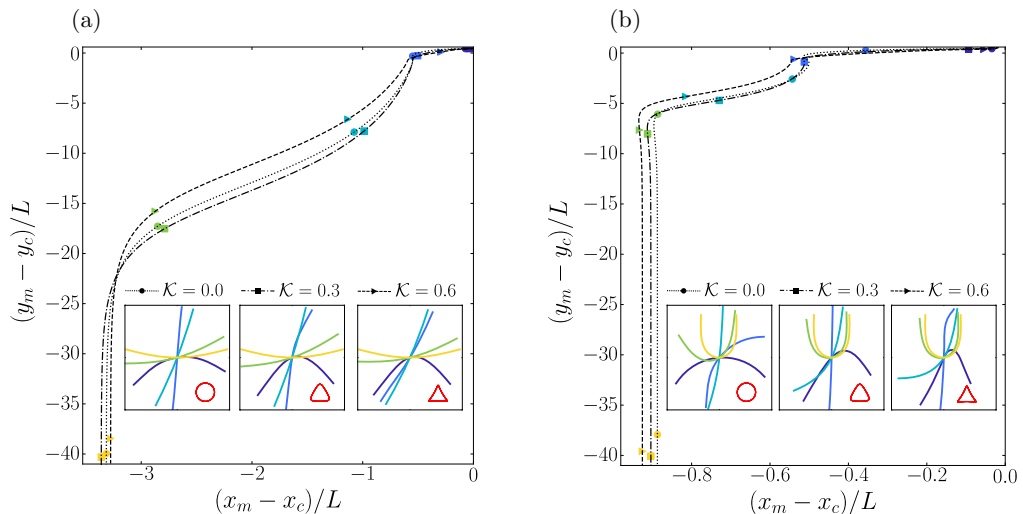 (a)
0
−5
−10
−15
−20
−25
−30
−35
−40
(y_m − y_c)/L
𝒦 = 0.0 𝒦 = 0.3 𝒦 = 0.6
−3 −2 −1 0
(x_m − x_c)/L
(b)
0
−5
−10
−15
−20
−25
−30
−35
−40
(y_m − y_c)/L
𝒦 = 0.0 𝒦 = 0.3 𝒦 = 0.6
−0.8 −0.6 −0.4 −0.2 0.0
(x_m − x_c)/L